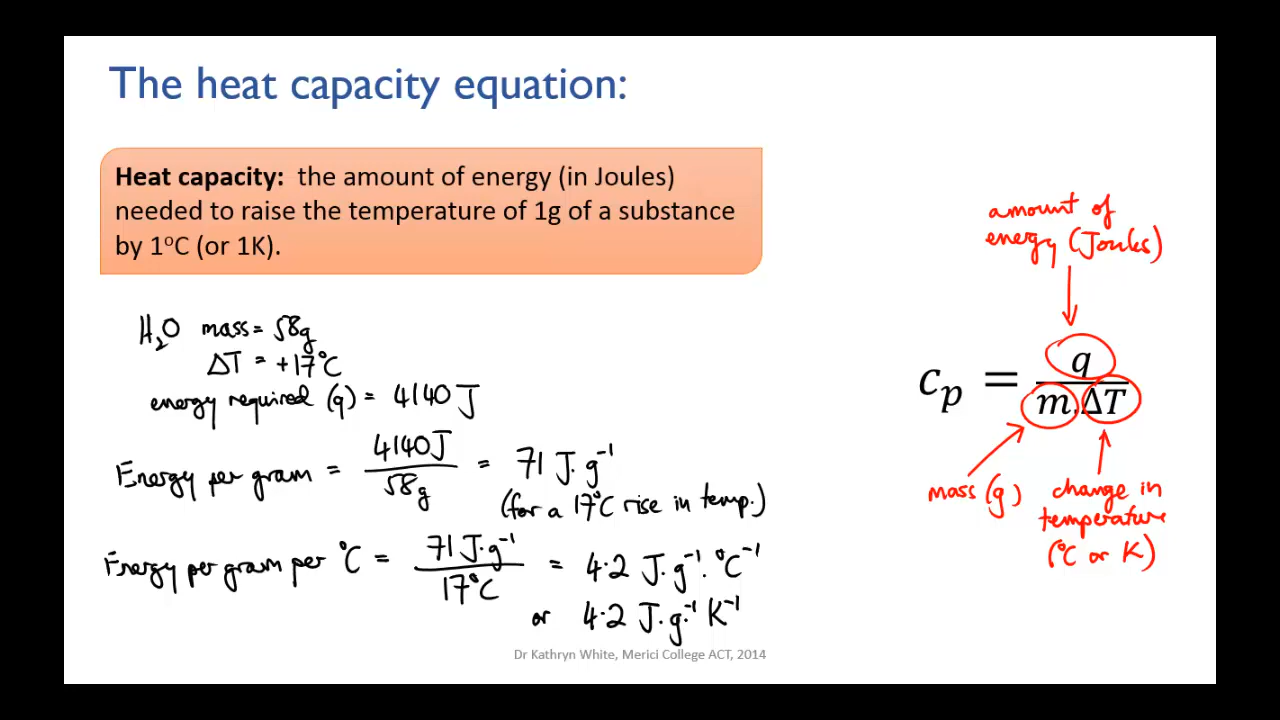 The heat capacity equation:
Heat capacity: the amount of energy (in Joules)
needed to raise the temperature of 1g of a substance
by 1°C (or 1K).
H₂O mass = 58g
ΔT = +17°C
energy required (q) = 4140 J
Energy per gram = 4140J / 58g = 71 J.g⁻¹
(for a 17°C rise in temp.)
Energy per gram per °C = 71 J.g⁻¹ / 17°C = 4.2 J.g⁻¹.°C⁻¹
or 4.2 J.g.⁻¹ K⁻¹
amount of
energy (Joules)
cₚ = q / m.ΔT
mass (g)
change in
temperature
(°C or K)
Dr Kathryn White, Merici College ACT, 2014